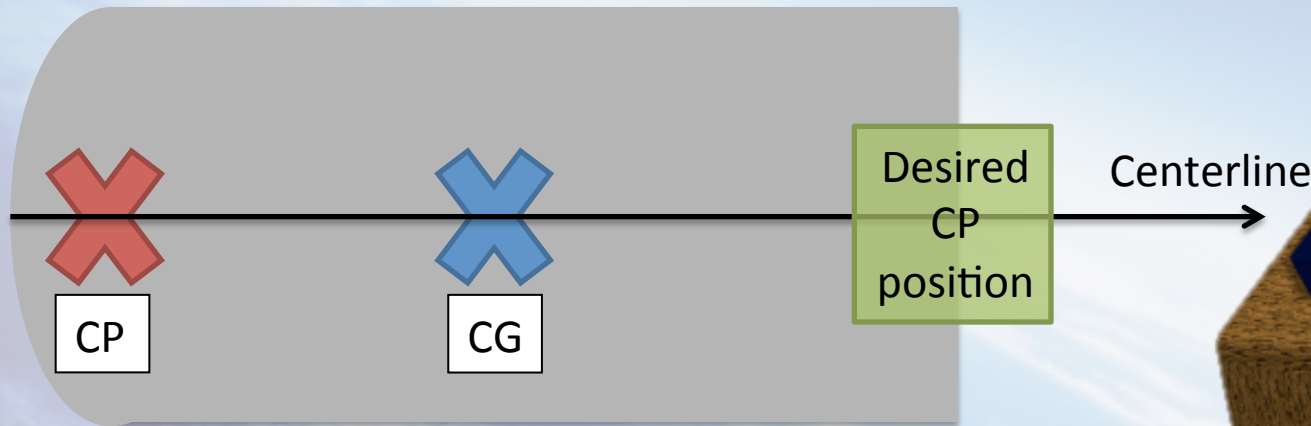 Desired
CP
position
Centerline
CP
CG